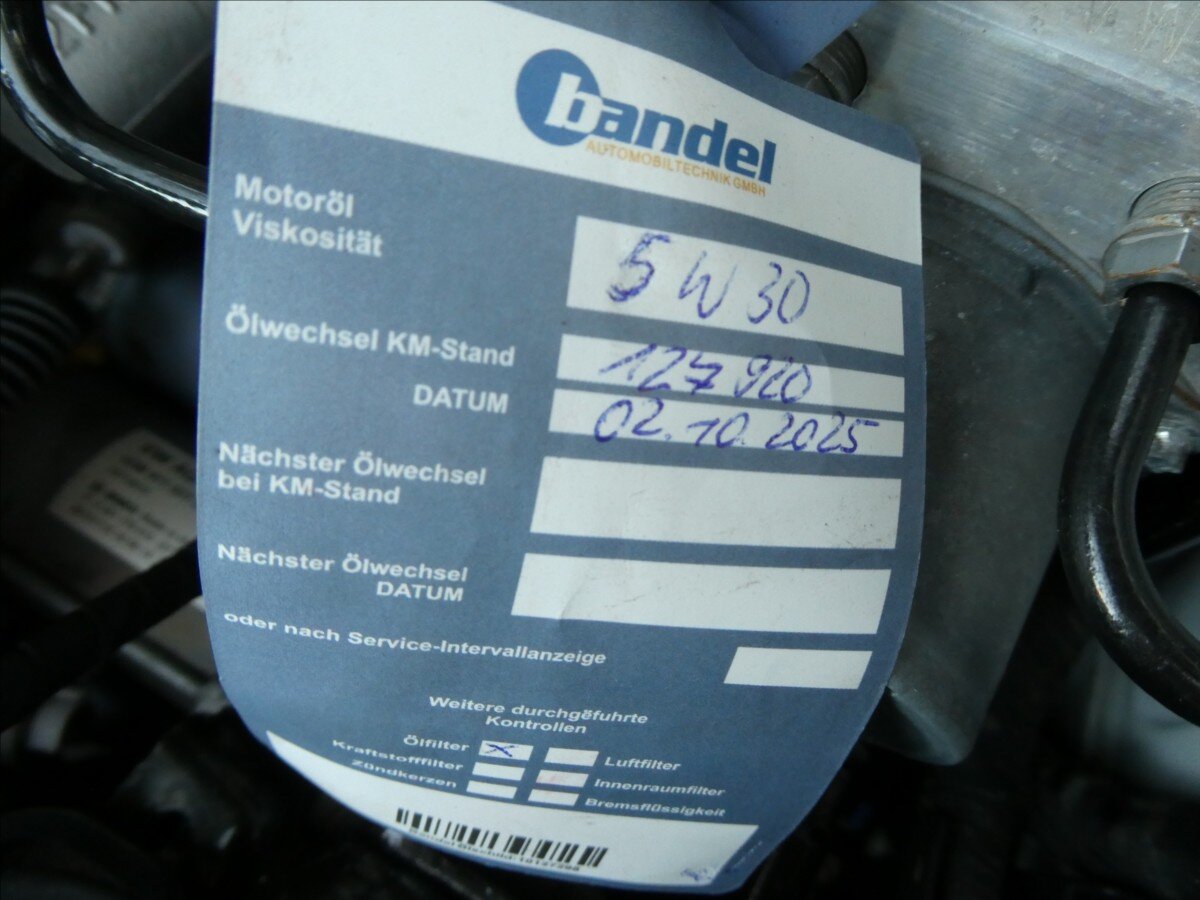 bandel
AUTOMOBILTECHNIK GMBH
Motoröl
Viskosität
5 W 30
Ölwechsel KM-Stand
127 920
DATUM
02.10.2025
Nächster Ölwechsel
bei KM-Stand
Nächster Ölwechsel
DATUM
oder nach Service-Intervallanzeige
Weitere durchgeführte
Kontrollen
Ölfilter X Luftfilter
Kraftstofffilter Innenraumfilter
Zündkerzen Bremsflüssigkeit